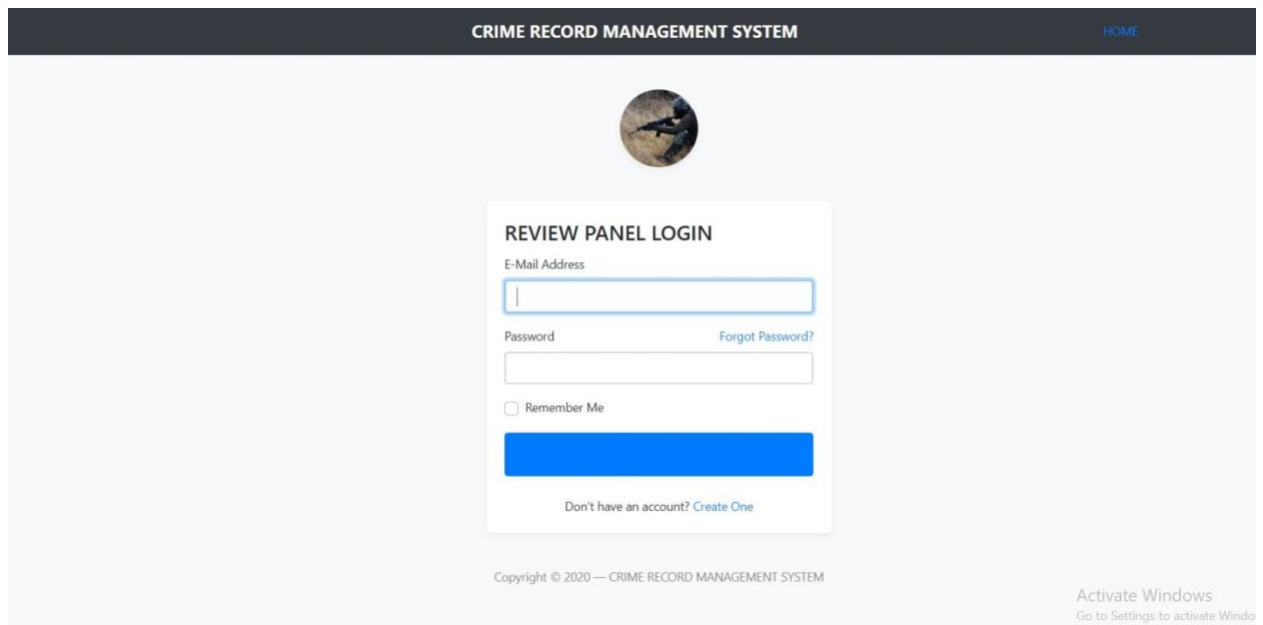 CRIME RECORD MANAGEMENT SYSTEM
HOME
REVIEW PANEL LOGIN
E-Mail Address
Password
Forgot Password?
Remember Me
Don't have an account? Create One
Copyright © 2020 — CRIME RECORD MANAGEMENT SYSTEM
Activate Windows
Go to Settings to activate Windo